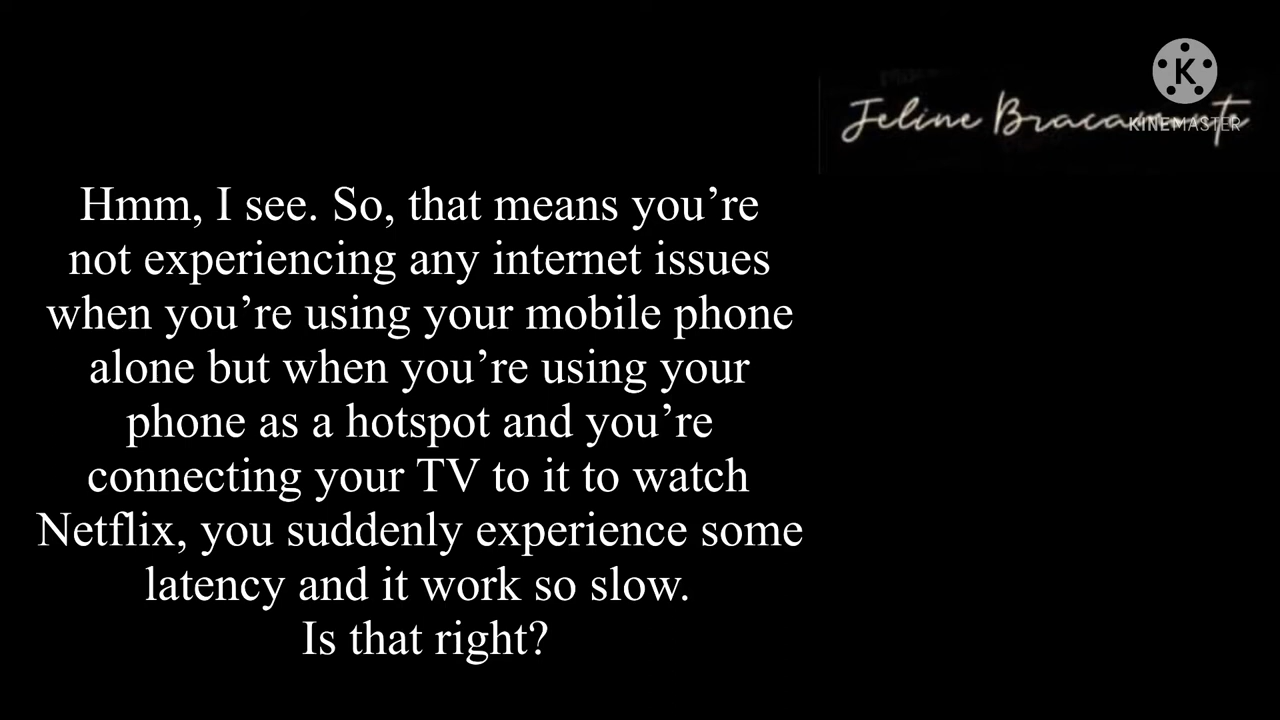 Jeline
K
KINEMASTER
Hmm, I see. So, that means you’re
not experiencing any internet issues
when you’re using your mobile phone
alone but when you’re using your
phone as a hotspot and you’re
connecting your TV to it to watch
Netflix, you suddenly experience some
latency and it work so slow.
Is that right?